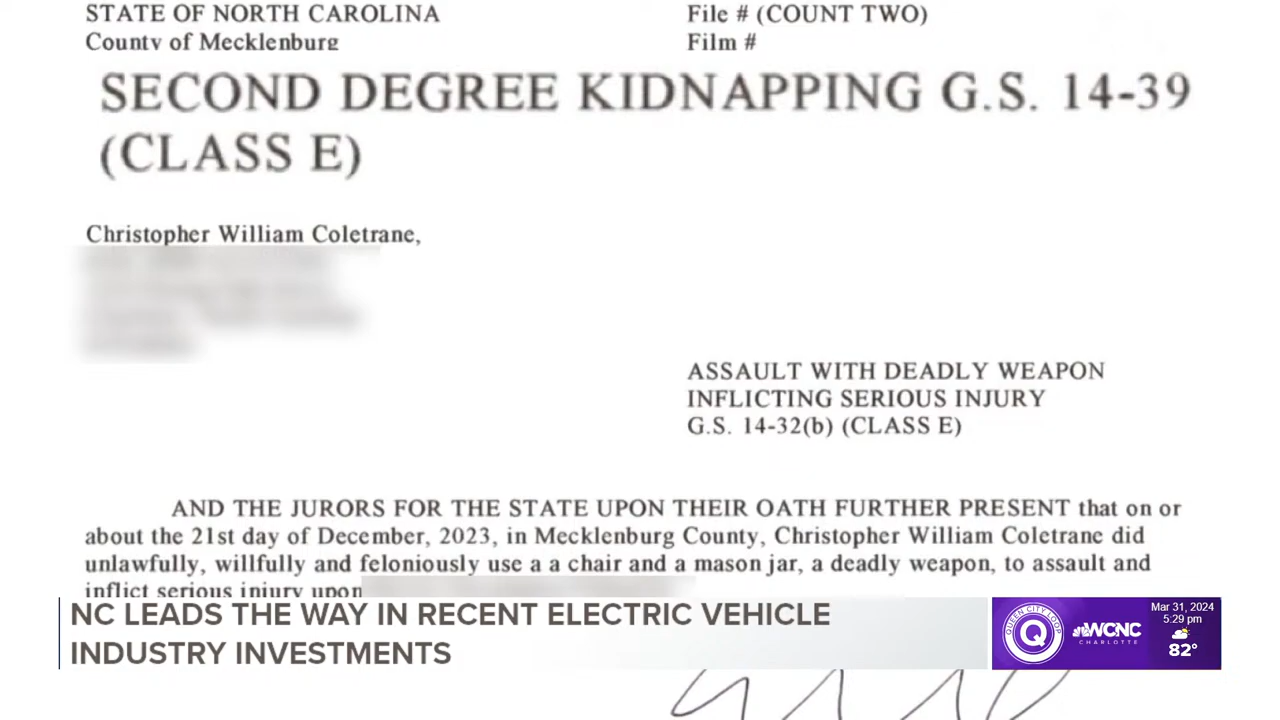 STATE OF NORTH CAROLINA
File # (COUNT TWO)
County of Mecklenburg
Film #
SECOND DEGREE KIDNAPPING G.S. 14-39
(CLASS E)
Christopher William Coletrane,
ASSAULT WITH DEADLY WEAPON
INFLICTING SERIOUS INJURY
G.S. 14-32(b) (CLASS E)
AND THE JURORS FOR THE STATE UPON THEIR OATH FURTHER PRESENT that on or
about the 21st day of December, 2023, in Mecklenburg County, Christopher William Coletrane did
unlawfully, willfully and feloniously use a a chair and a mason jar, a deadly weapon, to assault and
inflict serious injury upon
NC LEADS THE WAY IN RECENT ELECTRIC VEHICLE
INDUSTRY INVESTMENTS
QUEEN CITY LOOP
Q
WCNC
CHARLOTTE
Mar 31, 2024
5:29 pm
82°